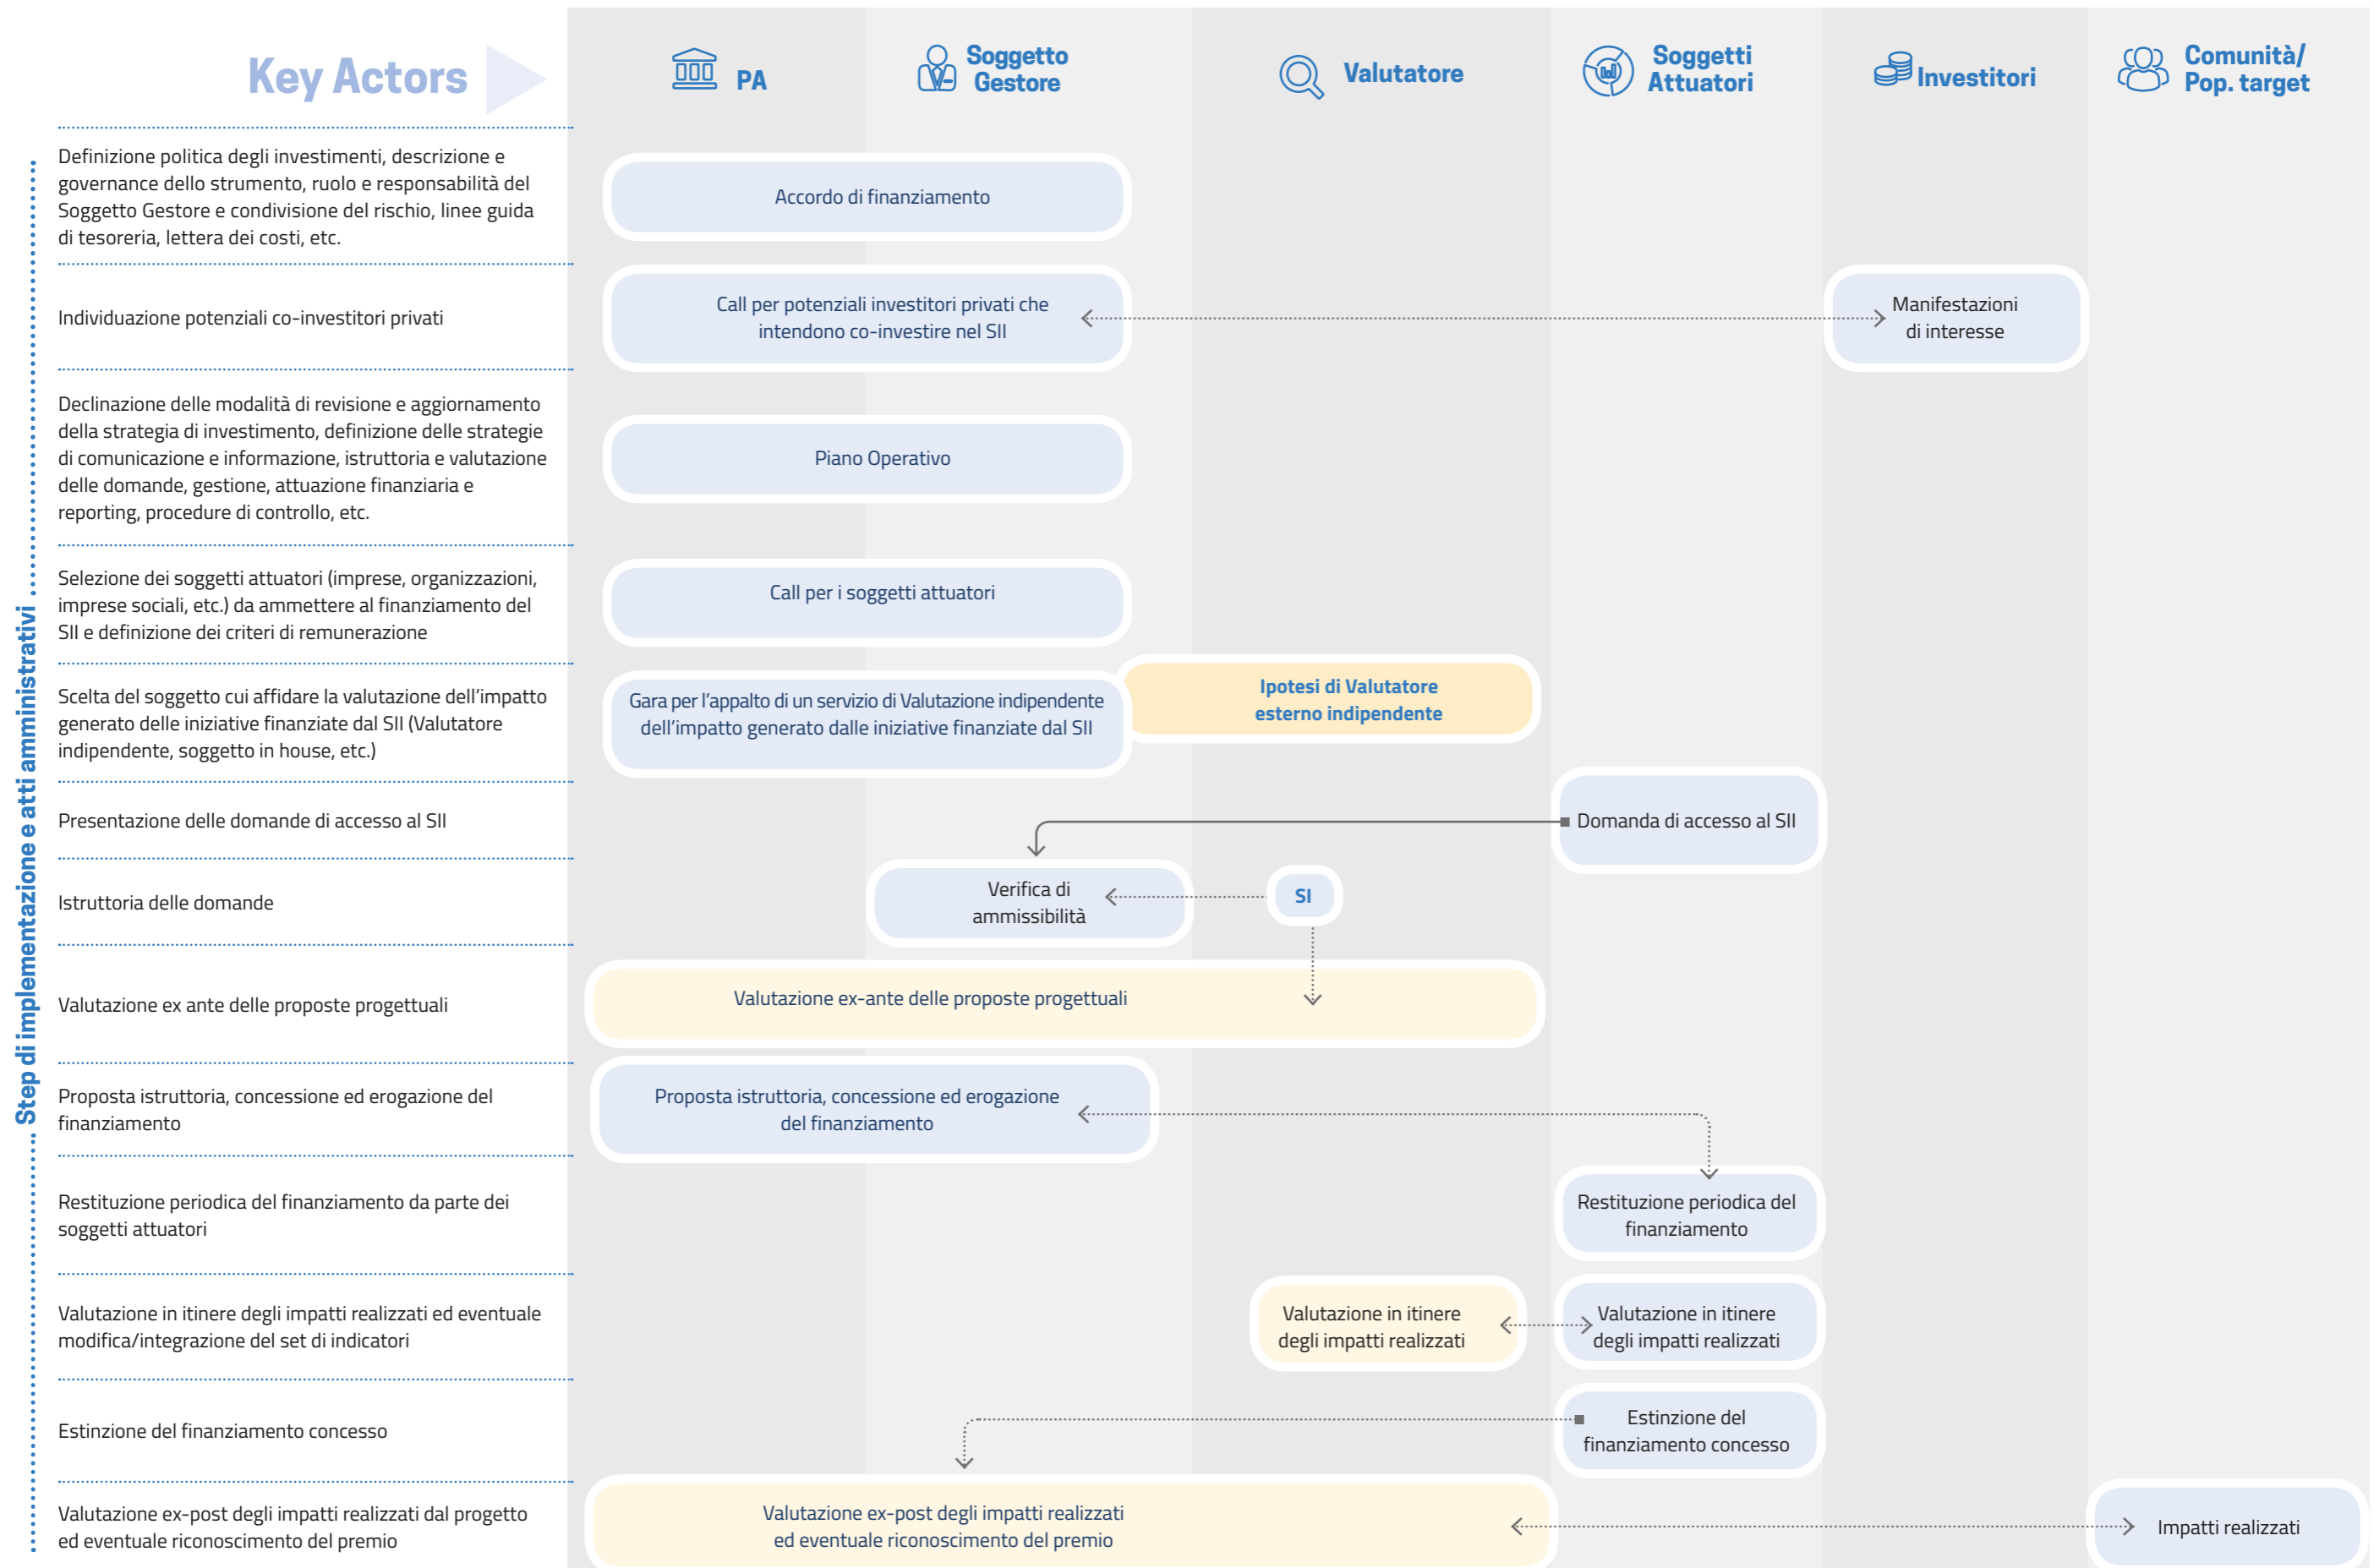 Key Actors
PA
Soggetto
Gestore
Valutatore
Soggetti
Attuatori
Investitori
Comunità/
Pop. target
Step di implementazione e atti amministrativi
Definizione politica degli investimenti, descrizione e
governance dello strumento, ruolo e responsabilità del
Soggetto Gestore e condivisione del rischio, linee guida
di tesoreria, lettera dei costi, etc.
Accordo di finanziamento
Individuazione potenziali co-investitori privati
Call per potenziali investitori privati che
intendono co-investire nel SII
Manifestazioni
di interesse
Declinazione delle modalità di revisione e aggiornamento
della strategia di investimento, definizione delle strategie
di comunicazione e informazione, istruttoria e valutazione
delle domande, gestione, attuazione finanziaria e
reporting, procedure di controllo, etc.
Piano Operativo
Selezione dei soggetti attuatori (imprese, organizzazioni,
imprese sociali, etc.) da ammettere al finanziamento del
SII e definizione dei criteri di remunerazione
Call per i soggetti attuatori
Scelta del soggetto cui affidare la valutazione dell’impatto
generato delle iniziative finanziate dal SII (Valutatore
indipendente, soggetto in house, etc.)
Gara per l’appalto di un servizio di Valutazione indipendente
dell’impatto generato dalle iniziative finanziate dal SII
Ipotesi di Valutatore
esterno indipendente
Presentazione delle domande di accesso al SII
Domanda di accesso al SII
Istruttoria delle domande
Verifica di
ammissibilità
SI
Valutazione ex ante delle proposte progettuali
Valutazione ex-ante delle proposte progettuali
Proposta istruttoria, concessione ed erogazione del
finanziamento
Proposta istruttoria, concessione ed erogazione
del finanziamento
Restituzione periodica del finanziamento da parte dei
soggetti attuatori
Restituzione periodica del
finanziamento
Valutazione in itinere degli impatti realizzati ed eventuale
modifica/integrazione del set di indicatori
Valutazione in itinere
degli impatti realizzati
Valutazione in itinere
degli impatti realizzati
Estinzione del finanziamento concesso
Estinzione del
finanziamento concesso
Valutazione ex-post degli impatti realizzati dal progetto
ed eventuale riconoscimento del premio
Valutazione ex-post degli impatti realizzati
ed eventuale riconoscimento del premio
Impatti realizzati